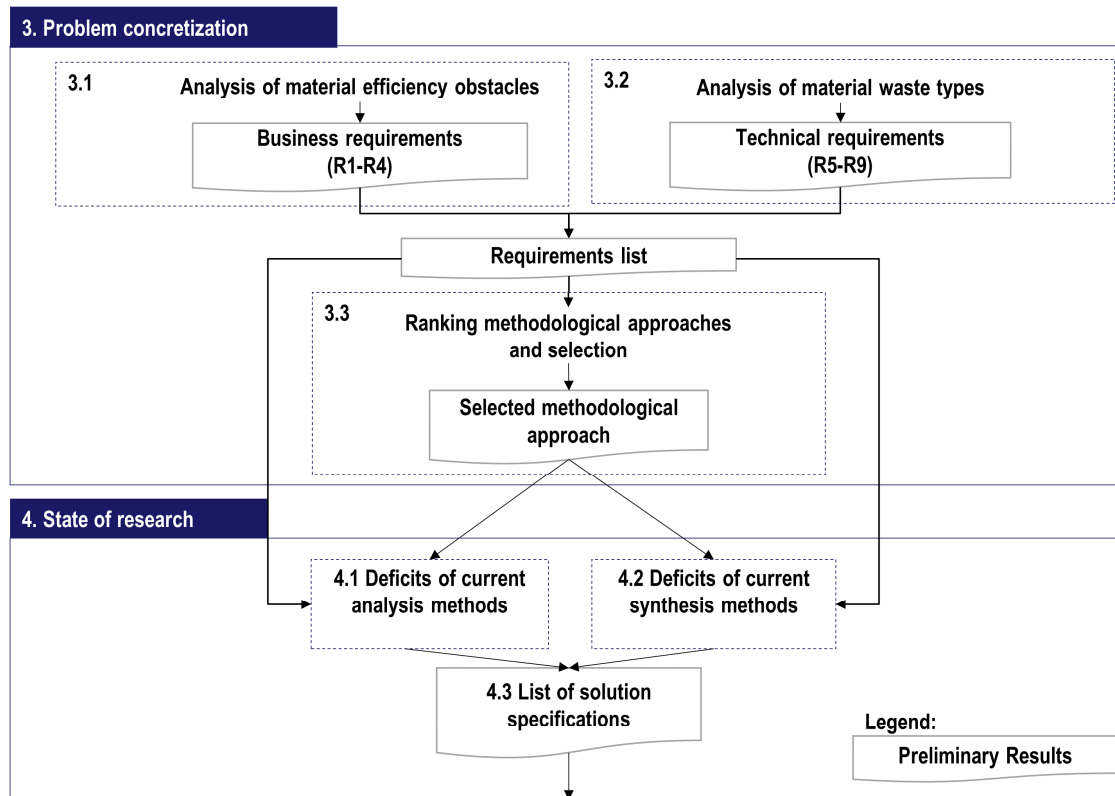 3. Problem concretization
3.1
Analysis of material efficiency obstacles
Business requirements
(R1-R4)
3.2
Analysis of material waste types
Technical requirements
(R5-R9)
Requirements list
3.3
Ranking methodological approaches
and selection
Selected methodological
approach
4. State of research
4.1 Deficits of current
analysis methods
4.2 Deficits of current
synthesis methods
4.3 List of solution
specifications
Legend:
Preliminary Results